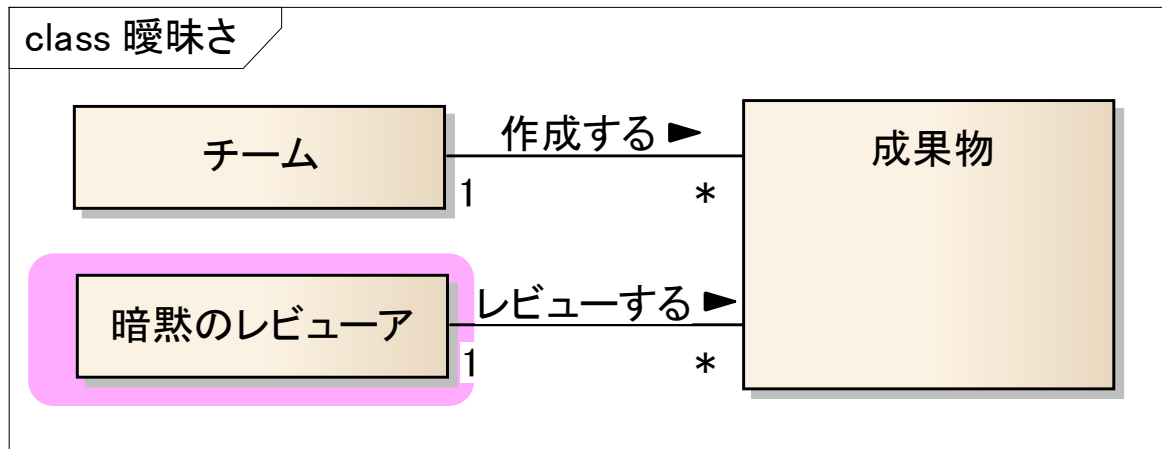 class 曖昧さ
チーム
作成する ►
成果物
1
*
暗黙のレビューア
レビューする ►
1
*